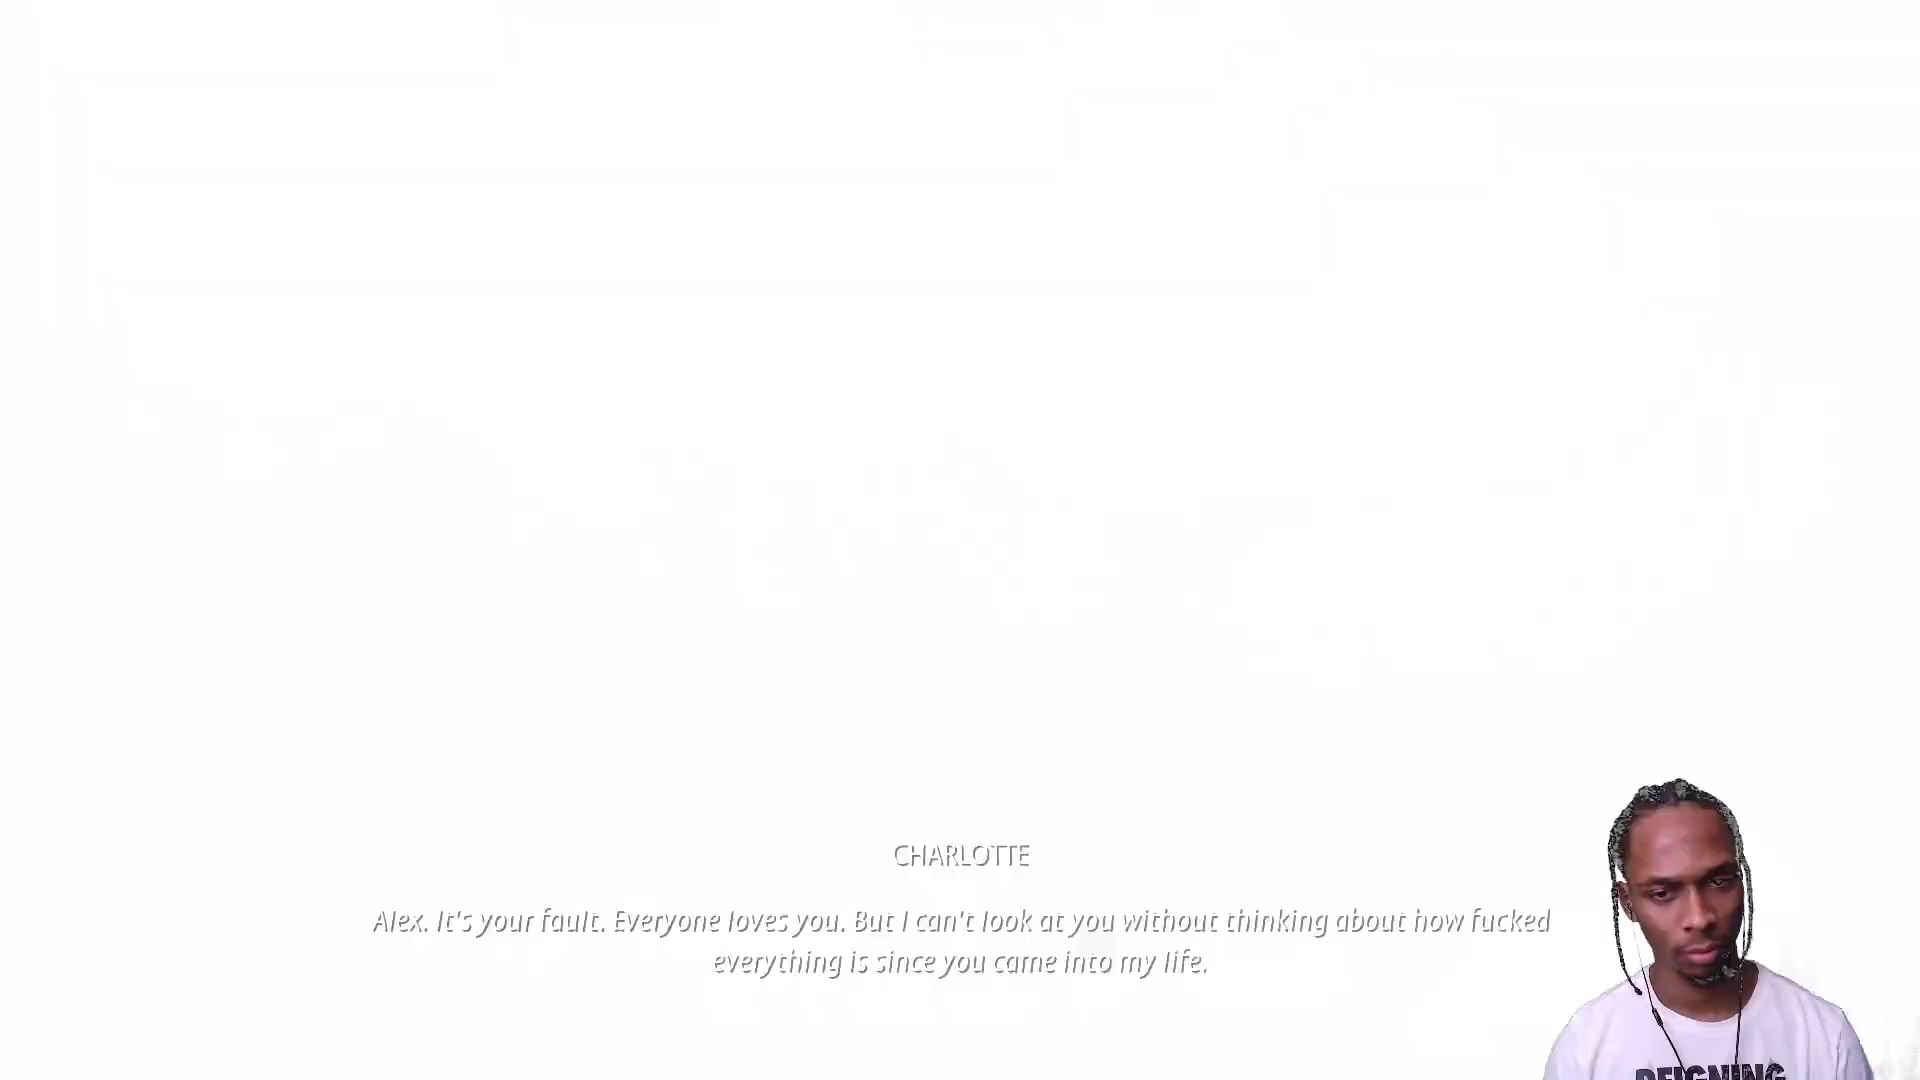 CHARLOTTE
Alex. It's your fault. Everyone loves you. But I can't look at you without thinking about how fucked
everything is since you came into my life.
REIGNING